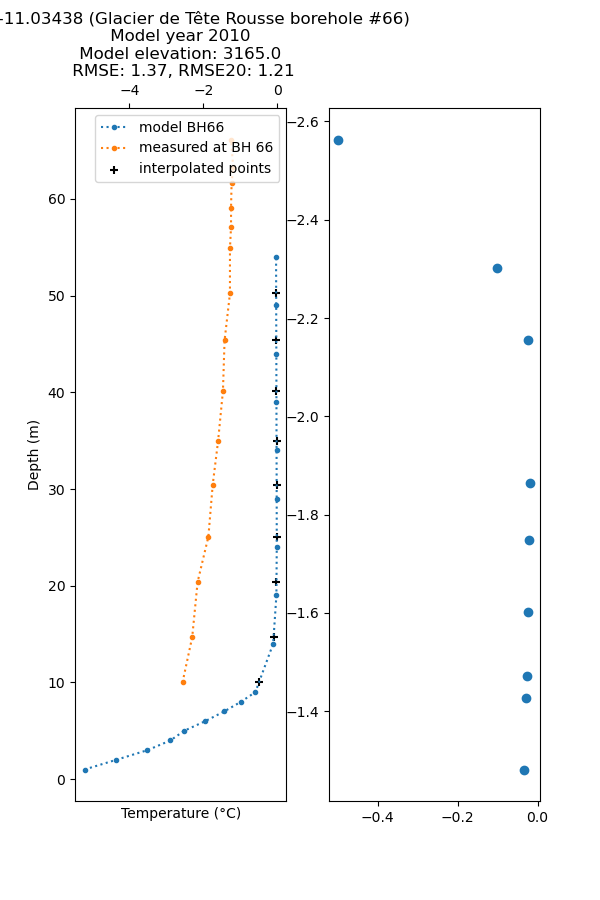 -11.03438 (Glacier de Tête Rousse borehole #66)
Model year 2010
Model elevation: 3165.0
RMSE: 1.37, RMSE20: 1.21
−4 −2 0
model BH66
measured at BH 66
interpolated points
60
50
40
30
20
10
0
Depth (m)
Temperature (°C)
−2.6
−2.4
−2.2
−2.0
−1.8
−1.6
−1.4
−0.4 −0.2 0.0